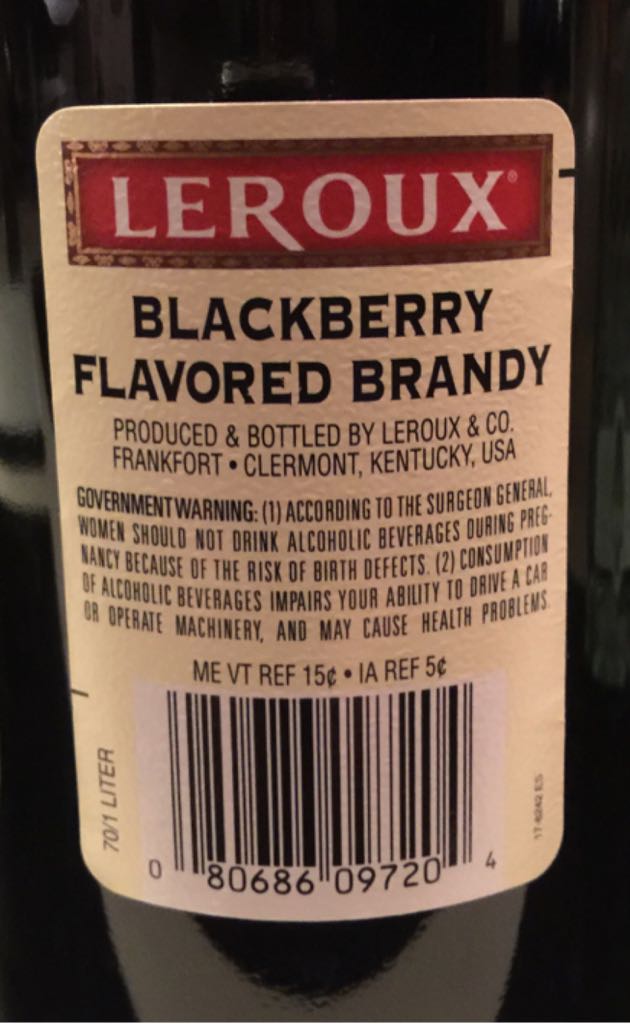 LEROUX®
BLACKBERRY
FLAVORED BRANDY
PRODUCED & BOTTLED BY LEROUX & CO.
FRANKFORT • CLERMONT, KENTUCKY, USA
GOVERNMENT WARNING: (1) ACCORDING TO THE SURGEON GENERAL,
WOMEN SHOULD NOT DRINK ALCOHOLIC BEVERAGES DURING PREG-
NANCY BECAUSE OF THE RISK OF BIRTH DEFECTS. (2) CONSUMPTION
OF ALCOHOLIC BEVERAGES IMPAIRS YOUR ABILITY TO DRIVE A CAR
OR OPERATE MACHINERY, AND MAY CAUSE HEALTH PROBLEMS.
ME VT REF 15¢ • IA REF 5¢
70/1 LITER
0 80686 09720 4
17-6242 ES